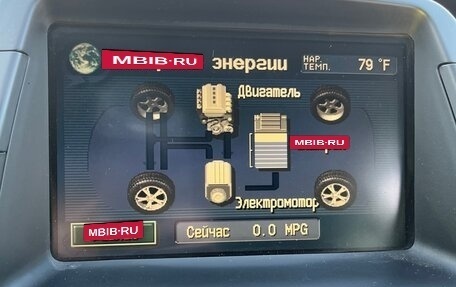 MBIB-RU энергии
НАР.
ТЕМП. 79 °F
Двигатель
MBIB-RU
Электромотор
MBIB-RU
Сейчас 0.0 MPG